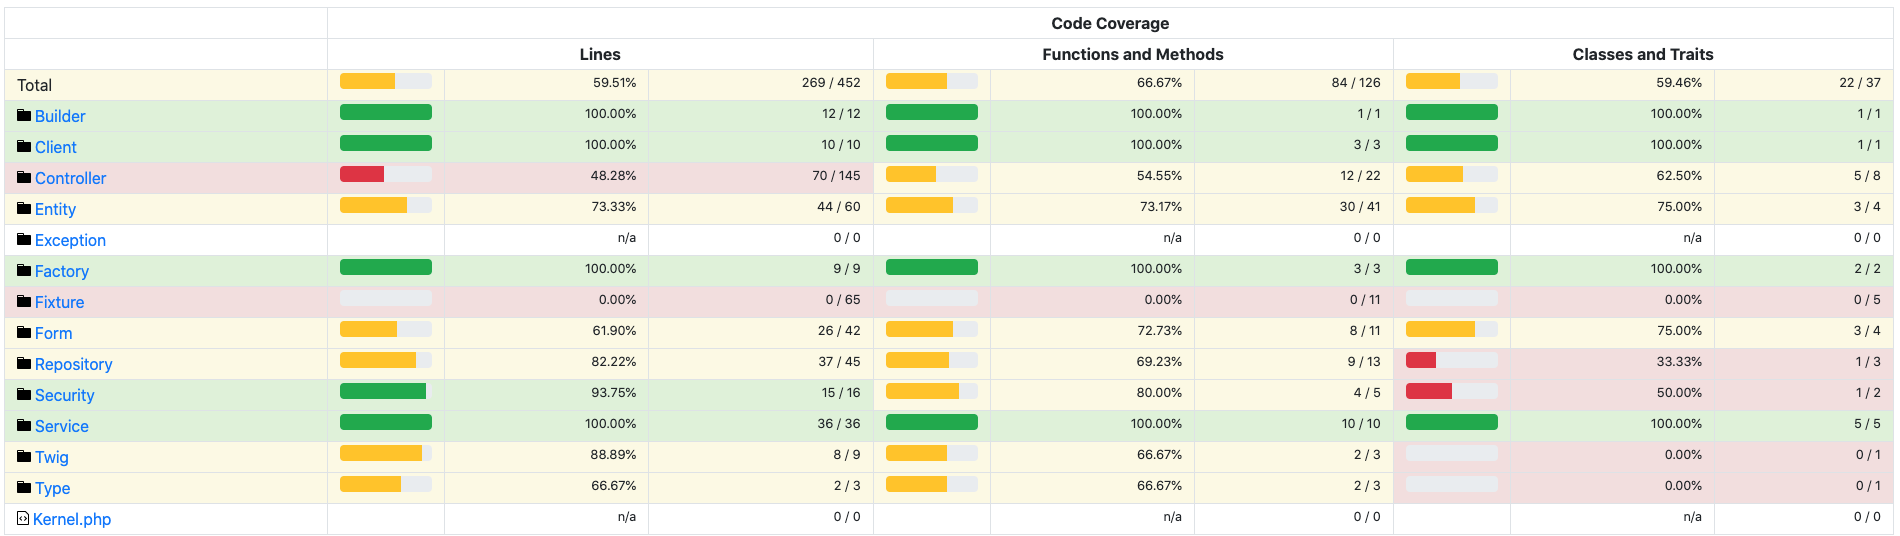 Code Coverage
Lines Functions and Methods Classes and Traits
Total 59.51% 269 / 452 66.67% 84 / 126 59.46% 22 / 37
Builder 100.00% 12 / 12 100.00% 1 / 1 100.00% 1 / 1
Client 100.00% 10 / 10 100.00% 3 / 3 100.00% 1 / 1
Controller 48.28% 70 / 145 54.55% 12 / 22 62.50% 5 / 8
Entity 73.33% 44 / 60 73.17% 30 / 41 75.00% 3 / 4
Exception n/a 0 / 0 n/a 0 / 0 n/a 0 / 0
Factory 100.00% 9 / 9 100.00% 3 / 3 100.00% 2 / 2
Fixture 0.00% 0 / 65 0.00% 0 / 11 0.00% 0 / 5
Form 61.90% 26 / 42 72.73% 8 / 11 75.00% 3 / 4
Repository 82.22% 37 / 45 69.23% 9 / 13 33.33% 1 / 3
Security 93.75% 15 / 16 80.00% 4 / 5 50.00% 1 / 2
Service 100.00% 36 / 36 100.00% 10 / 10 100.00% 5 / 5
Twig 88.89% 8 / 9 66.67% 2 / 3 0.00% 0 / 1
Type 66.67% 2 / 3 66.67% 2 / 3 0.00% 0 / 1
Kernel.php n/a 0 / 0 n/a 0 / 0 n/a 0 / 0